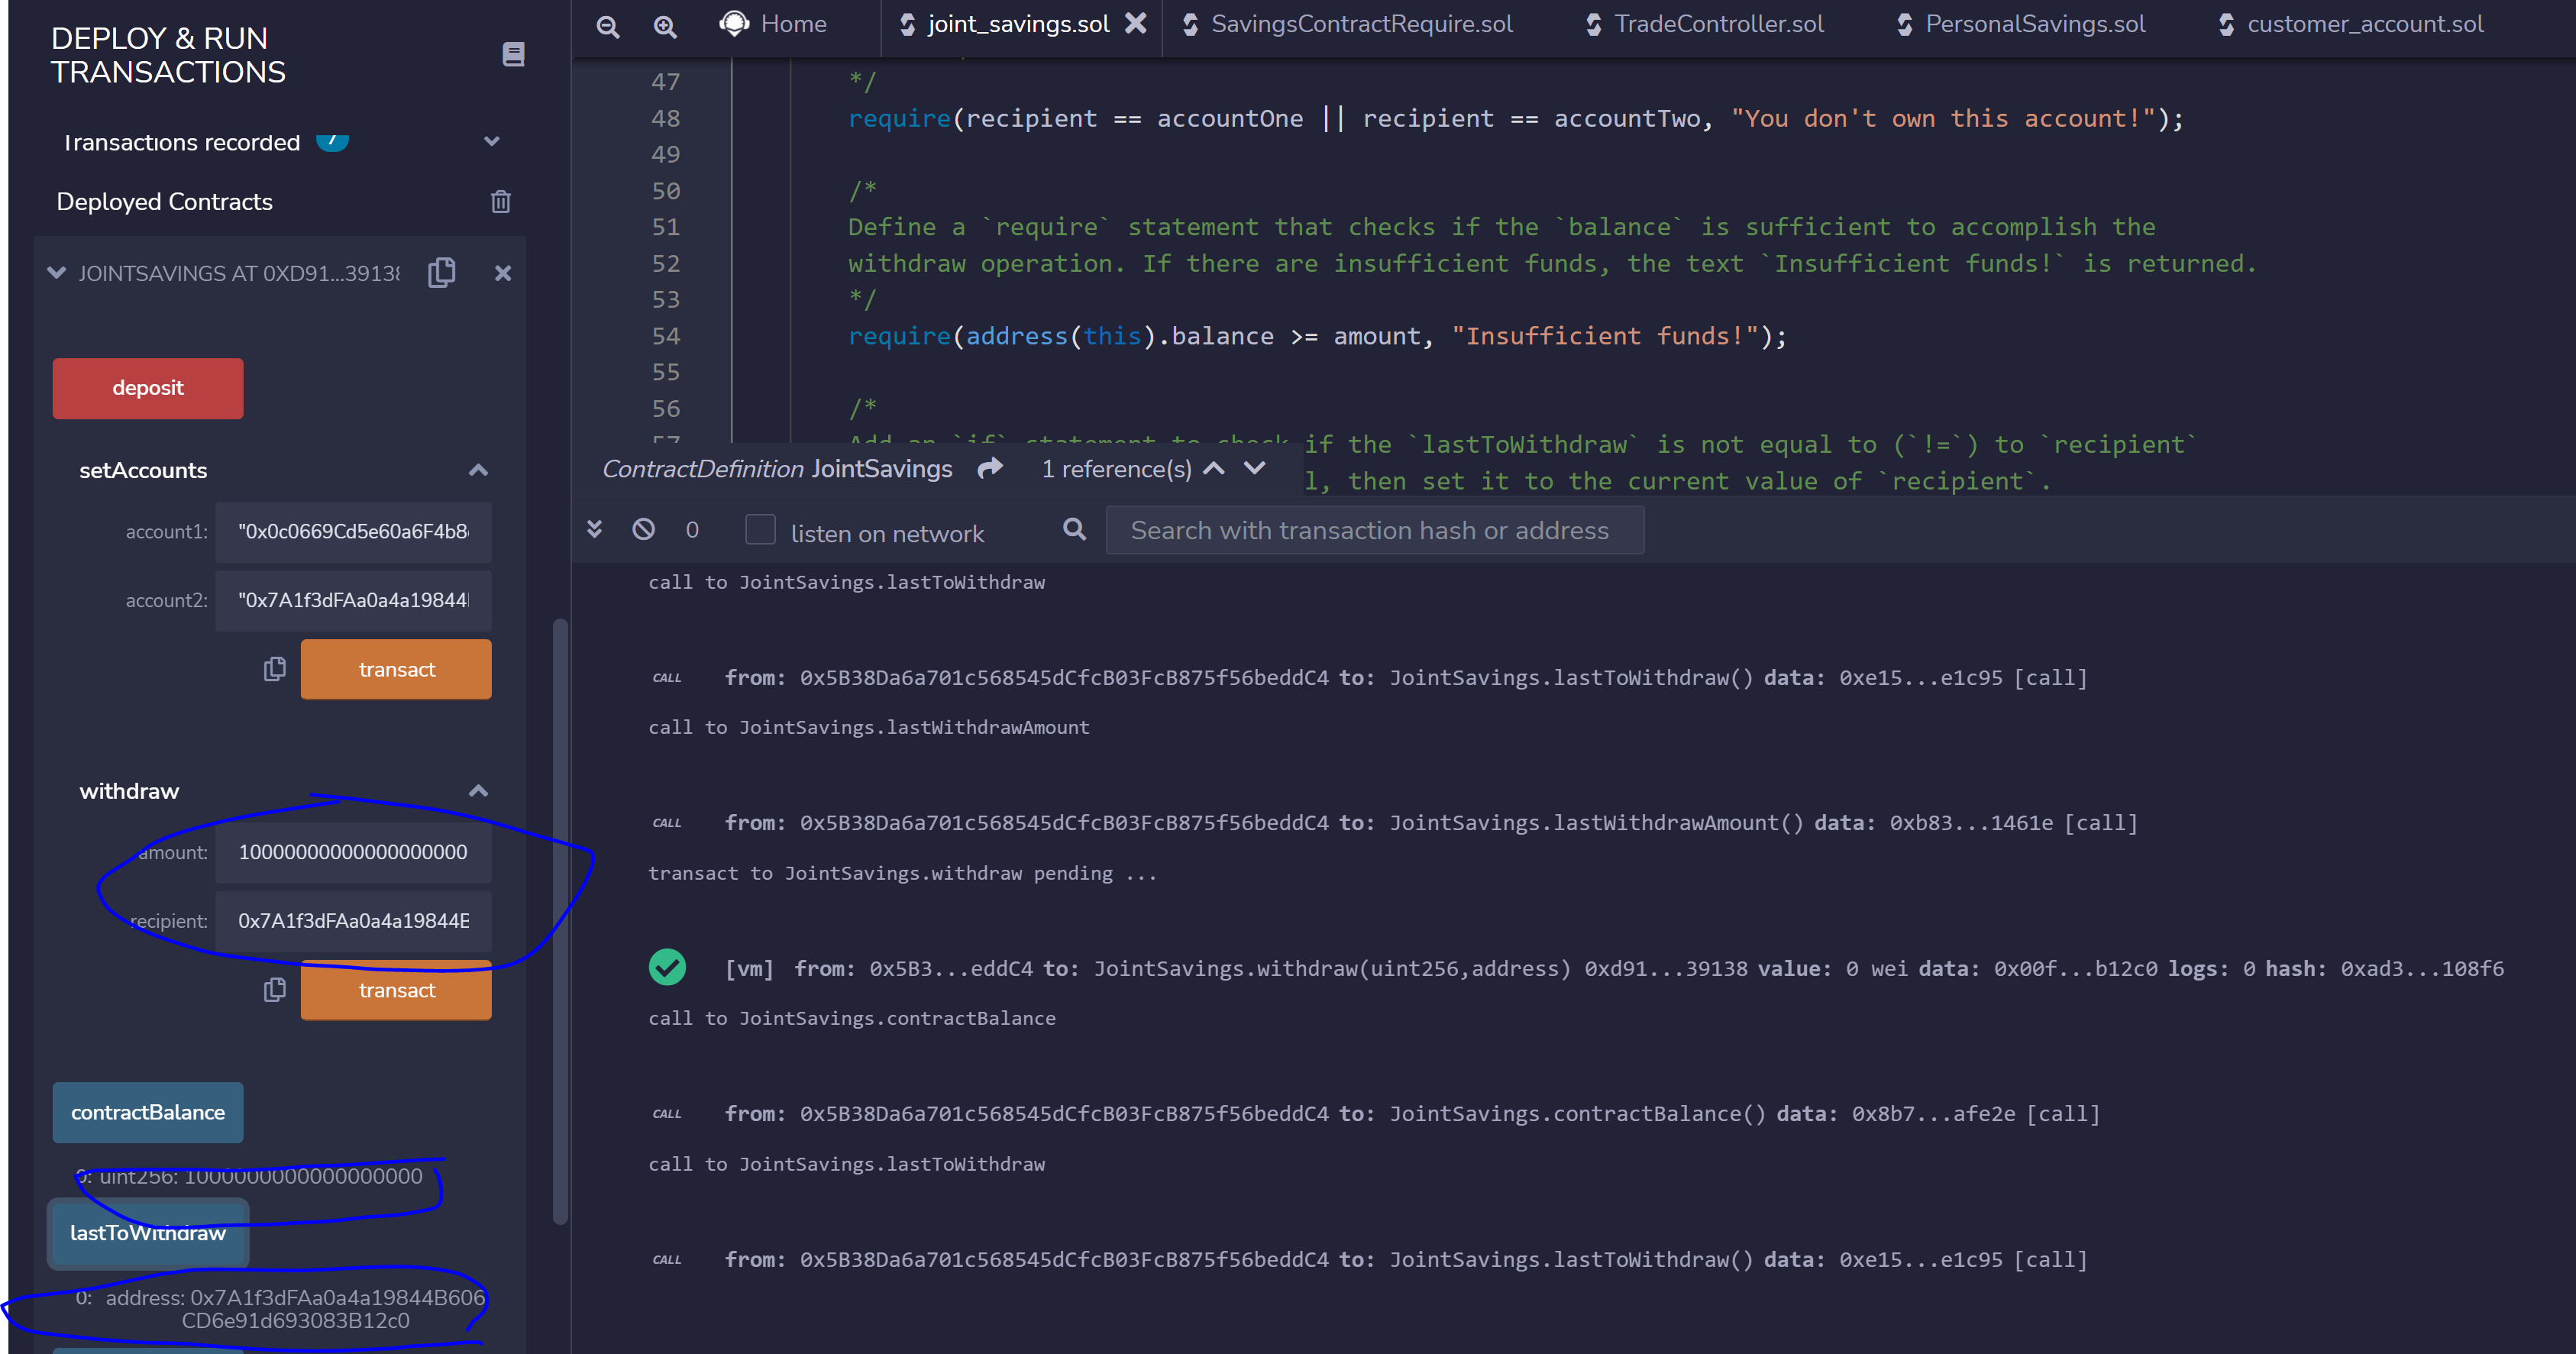 DEPLOY & RUN
TRANSACTIONS
Transactions recorded 7
Deployed Contracts
JOINTSAVINGS AT 0XD91...39138
deposit
setAccounts
account1: "0x0c0669Cd5e60a6F4b8
account2: "0x7A1f3dFAa0a4a19844
transact
withdraw
amount: 10000000000000000000
recipient: 0x7A1f3dFAa0a4a19844B
transact
contractBalance
0: uint256: 1000000000000000000
lastToWithdraw
0: address: 0x7A1f3dFAa0a4a19844B606
CD6e91d693083B12c0
Home joint_savings.sol SavingsContractRequire.sol TradeController.sol PersonalSavings.sol customer_account.sol
47 */
48 require(recipient == accountOne || recipient == accountTwo, "You don't own this account!");
49
50 /*
51 Define a `require` statement that checks if the `balance` is sufficient to accomplish the
52 withdraw operation. If there are insufficient funds, the text `Insufficient funds!` is returned.
53 */
54 require(address(this).balance >= amount, "Insufficient funds!");
55
56 /*
57 Add an `if` statement to check if the `lastToWithdraw` is not equal to (`!=`) to `recipient`
l, then set it to the current value of `recipient`.
ContractDefinition JointSavings 1 reference(s)
0 listen on network Search with transaction hash or address
call to JointSavings.lastToWithdraw
CALL from: 0x5B38Da6a701c568545dCfcB03FcB875f56beddC4 to: JointSavings.lastToWithdraw() data: 0xe15...e1c95 [call]
call to JointSavings.lastWithdrawAmount
CALL from: 0x5B38Da6a701c568545dCfcB03FcB875f56beddC4 to: JointSavings.lastWithdrawAmount() data: 0xb83...1461e [call]
transact to JointSavings.withdraw pending ...
[vm] from: 0x5B3...eddC4 to: JointSavings.withdraw(uint256,address) 0xd91...39138 value: 0 wei data: 0x00f...b12c0 logs: 0 hash: 0xad3...108f6
call to JointSavings.contractBalance
CALL from: 0x5B38Da6a701c568545dCfcB03FcB875f56beddC4 to: JointSavings.contractBalance() data: 0x8b7...afe2e [call]
call to JointSavings.lastToWithdraw
CALL from: 0x5B38Da6a701c568545dCfcB03FcB875f56beddC4 to: JointSavings.lastToWithdraw() data: 0xe15...e1c95 [call]